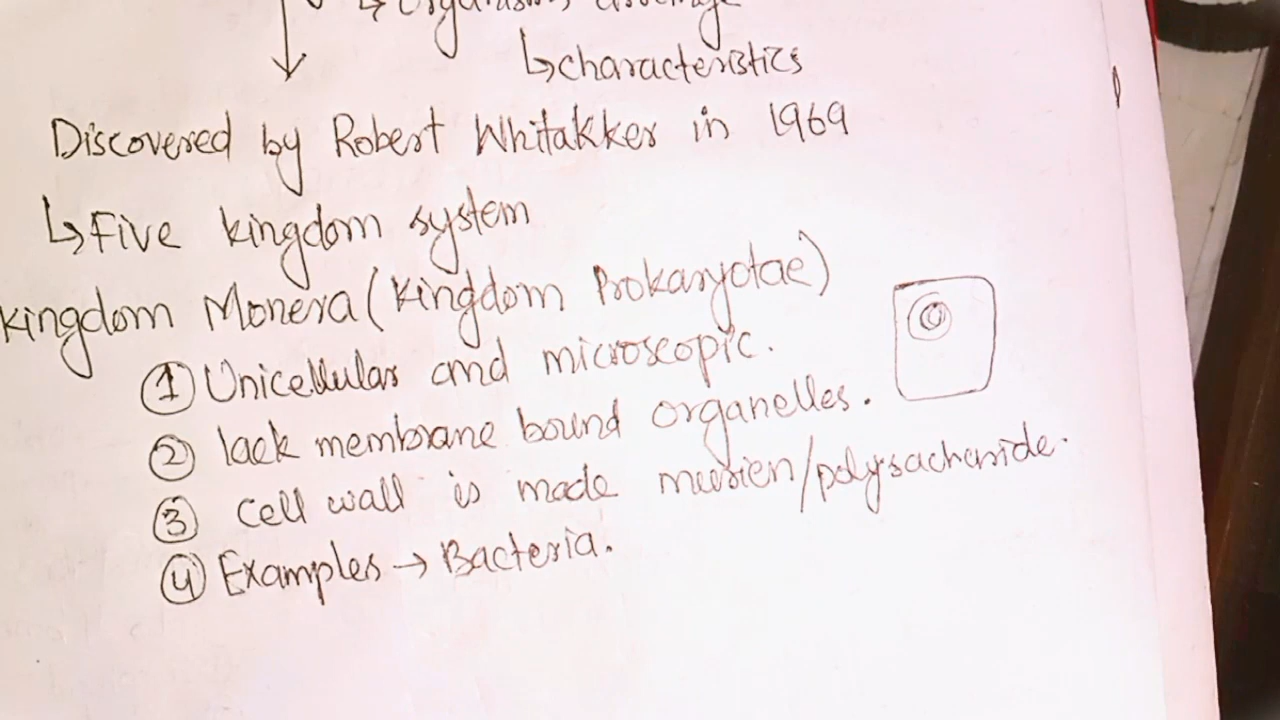 ↳ Organisms
↳characteristics
Discovered by Robert Whitakker in 1969
↳Five kingdom system
Kingdom Monera (Kingdom Prokaryotae)
① Unicellular and microscopic.
② lack membrane bound organelles.
③ Cell wall is made murien/polysacharide.
④ Examples → Bacteria.